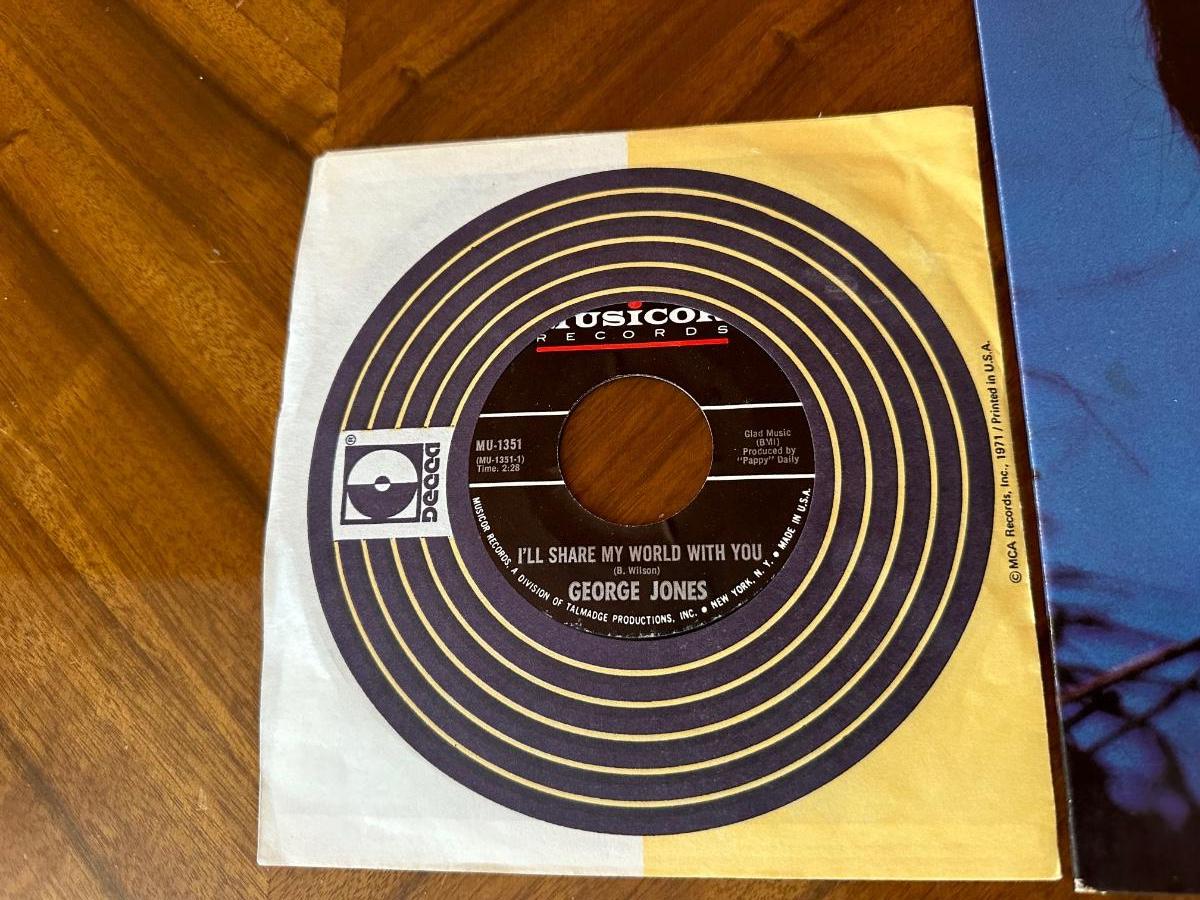 MUSICOR
RECORDS
MU-1351
(MU-1351-1)
Time: 2:28
Glad Music
(BMI)
Produced by
"Pappy" Daily
I'LL SHARE MY WORLD WITH YOU
(B. Wilson)
GEORGE JONES
MUSICOR RECORDS, A DIVISION OF TALMADGE PRODUCTIONS, INC. ● NEW YORK, N. Y. ● MADE IN U.S.A.
DECCA
®
© MCA Records, Inc., 1971 / Printed in U.S.A.